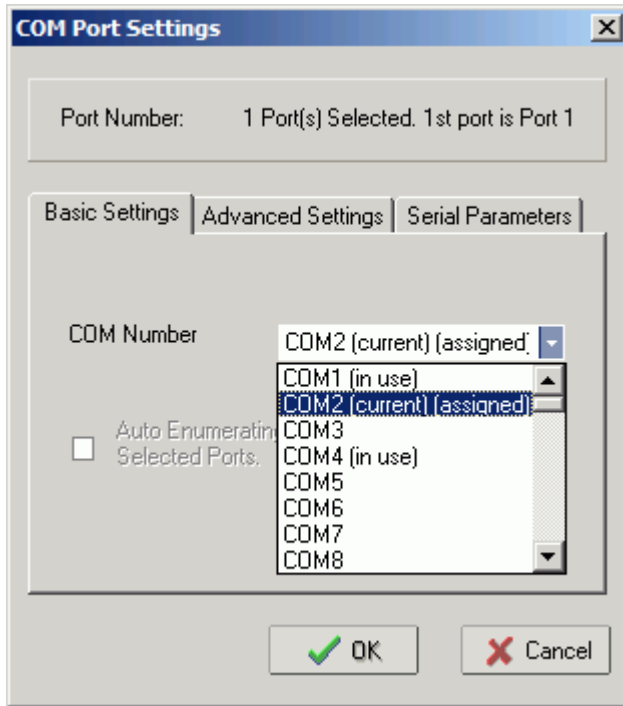 COM Port Settings
Port Number: 1 Port(s) Selected. 1st port is Port 1
Basic Settings Advanced Settings Serial Parameters
COM Number COM2 (current) (assigned)
COM1 (in use)
COM2 (current) (assigned)
COM3
Auto Enumerating
Selected Ports.
COM4 (in use)
COM5
COM6
COM7
COM8
OK Cancel